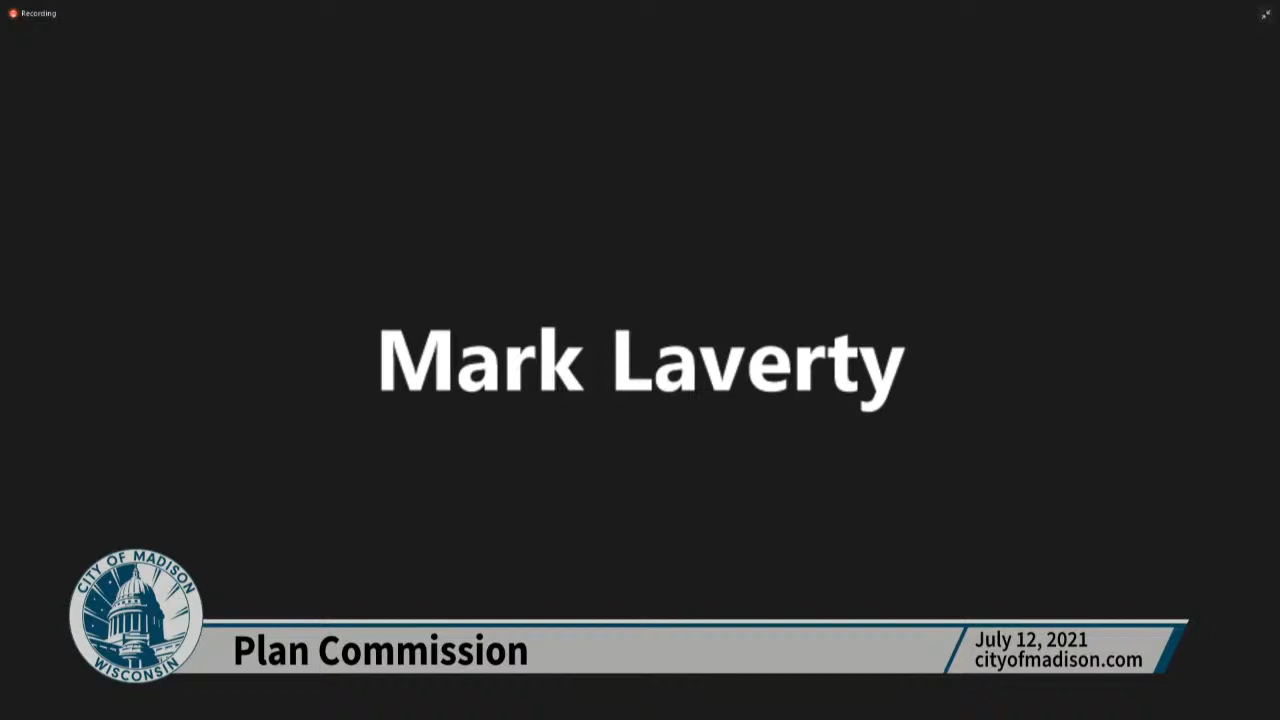 Recording
Mark Laverty
CITY OF MADISON
WISCONSIN
Plan Commission
July 12, 2021
cityofmadison.com